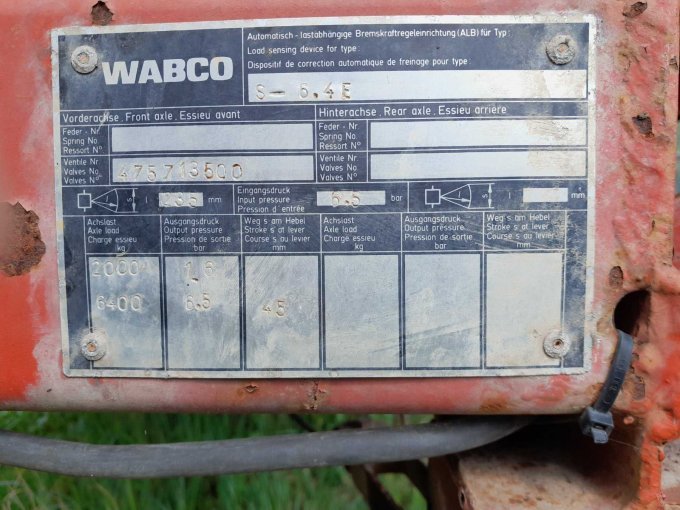 WABCO
Automatisch - lastabhängige Bremskraftregeleinrichtung (ALB) für Typ:
Load sensing device for type:
Dispositif de correction automatique de freinage pour type:
S - 6.4E
Vorderachse. Front axle. Essieu avant
Hinterachse. Rear axle. Essieu arrière
Feder - Nr
Spring No
Ressort N°
Feder - Nr.
Spring No.
Ressort N°
Ventile Nr
Valves No.
Valves N°
475713500
Ventile Nr
Valves No.
Valves N°
mm
Eingangsdruck
Input pressure
Pression d´entrée
6.5
bar
mm
Achslast
Axle load
Charge essieu
kg
Ausgangsdruck
Output pressure
Pression de sortie
bar
Weg s am Hebel
Stroke s at lever
Course s au levier
mm
Achslast
Axle load
Charge essieu
kg
Ausgangsdruck
Output pressure
Pression de sortie
bar
Weg s am Hebel
Stroke s at lever
Course s au levier
mm
2000 1.6
6400 6.5 45